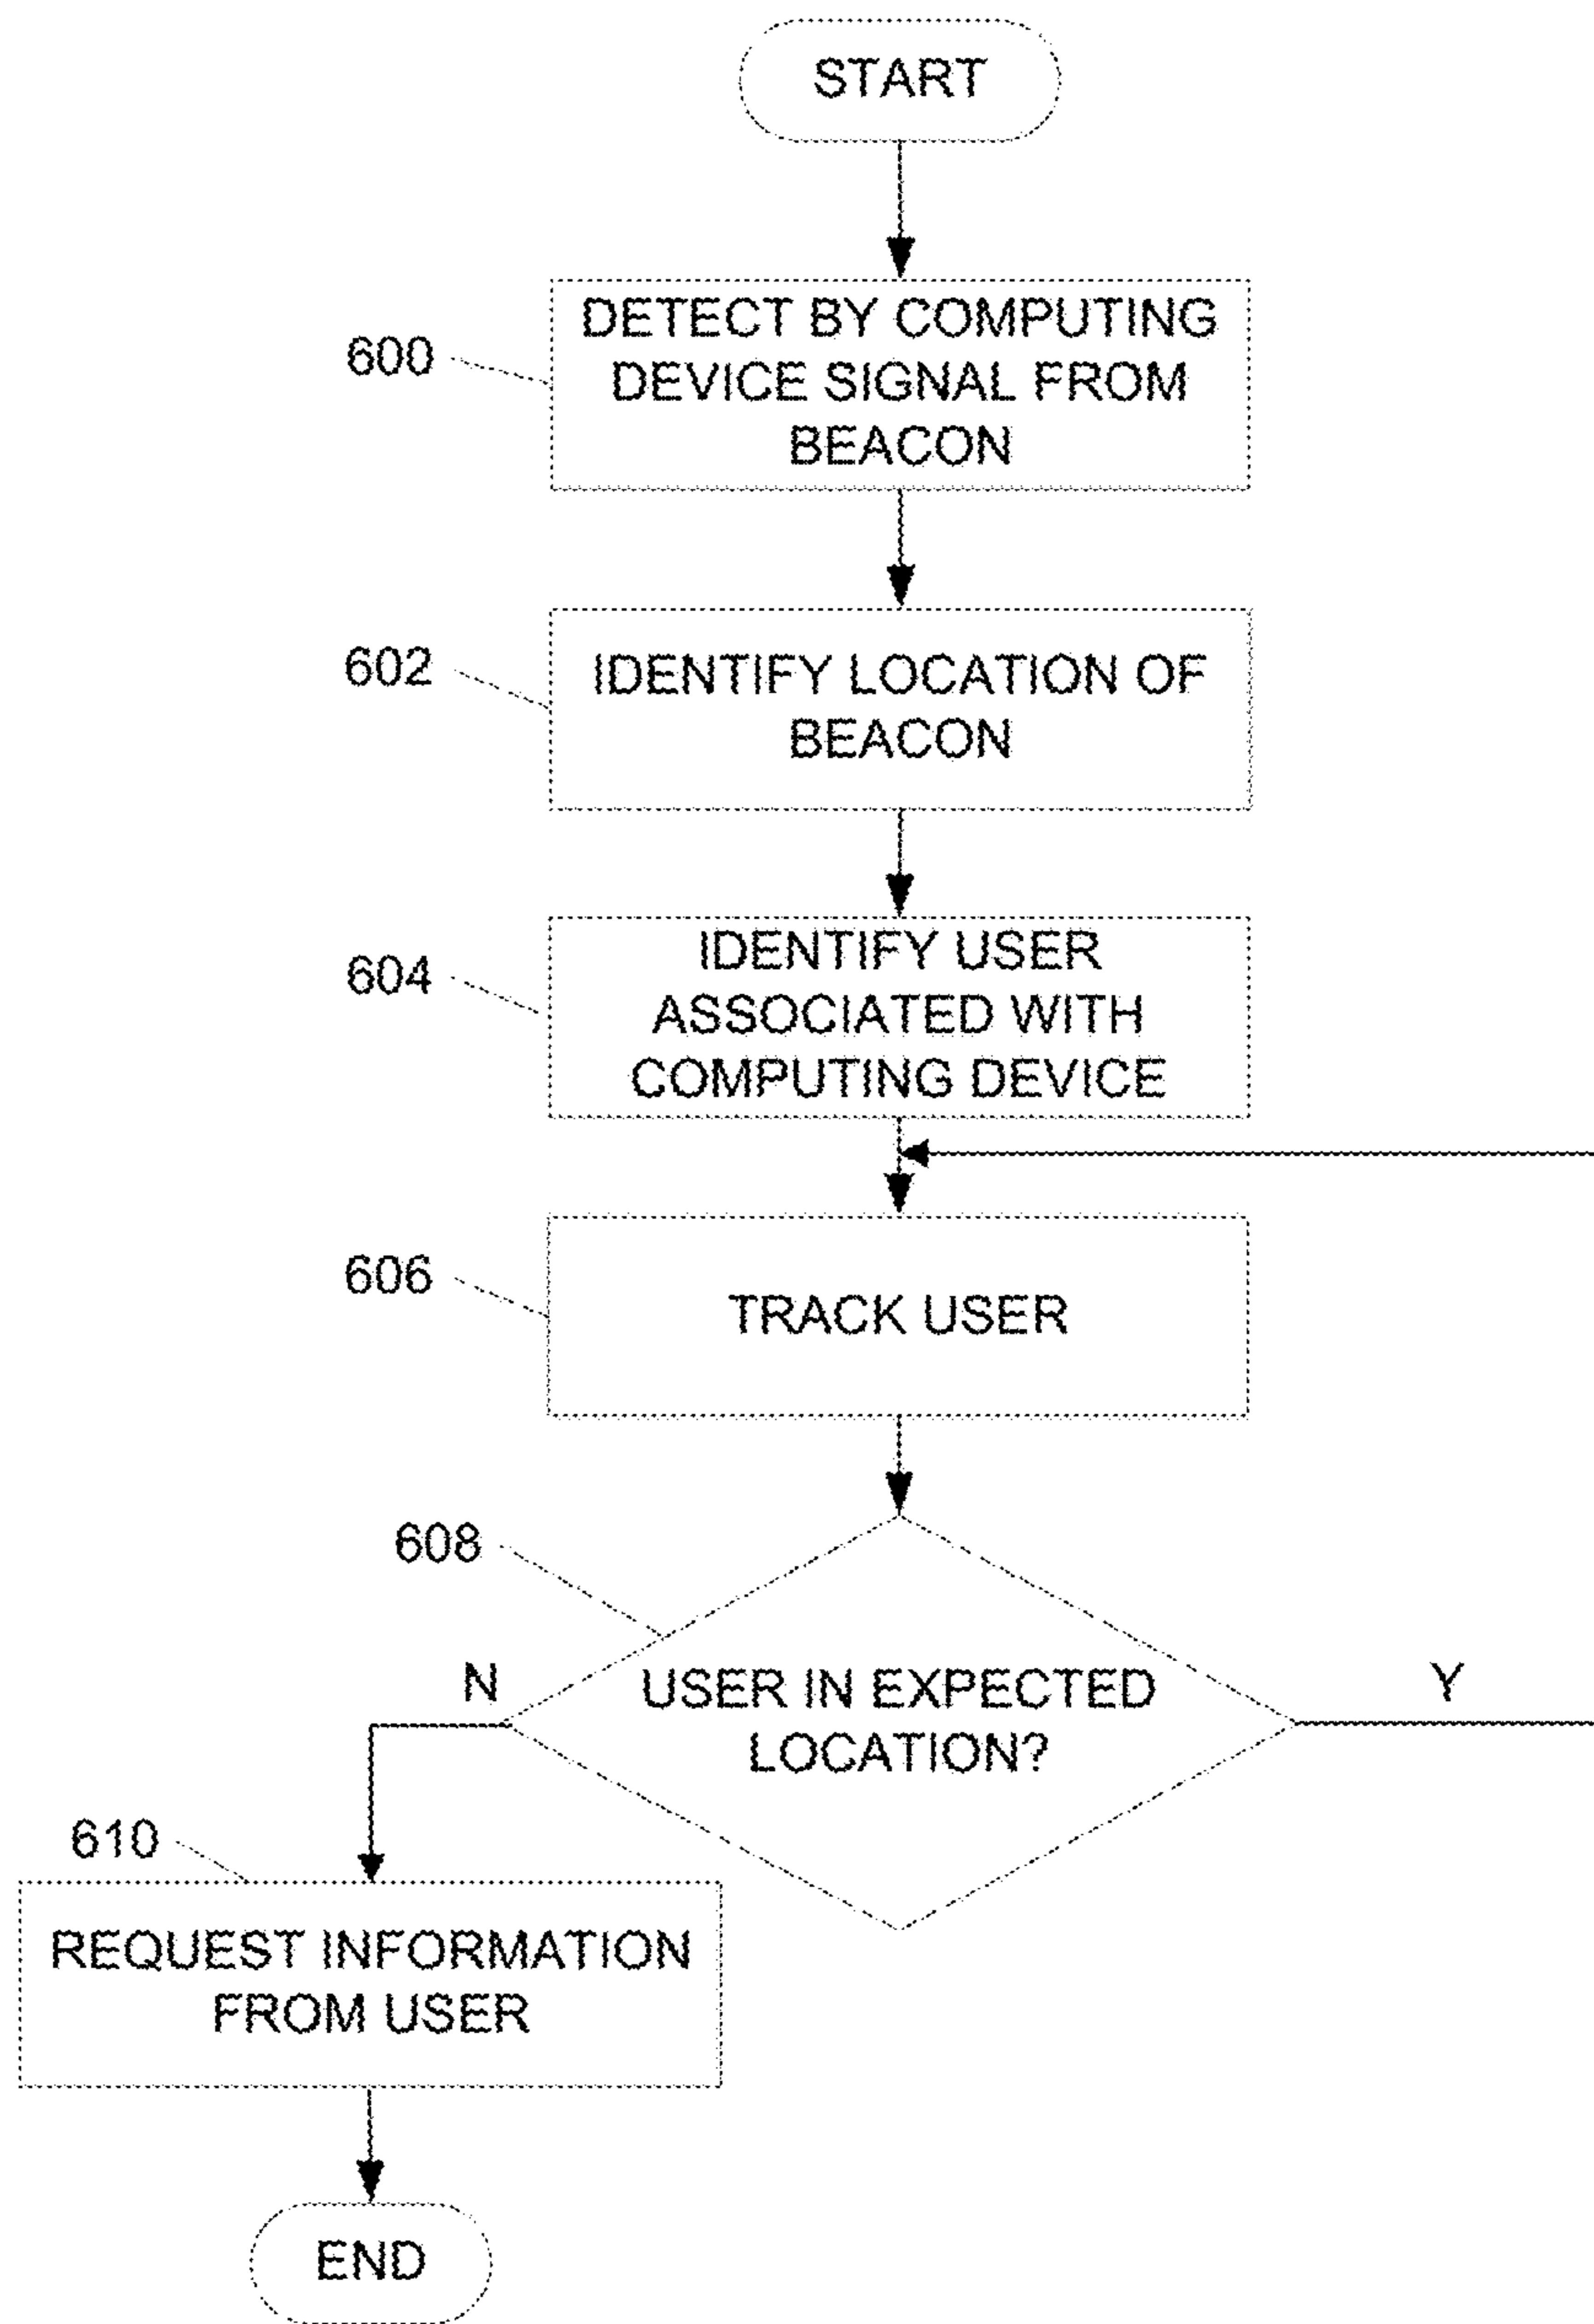 START
600
DETECT BY COMPUTING
DEVICE SIGNAL FROM
BEACON
602
IDENTIFY LOCATION OF
BEACON
604
IDENTIFY USER
ASSOCIATED WITH
COMPUTING DEVICE
606
TRACK USER
608
N
USER IN EXPECTED
LOCATION?
Y
610
REQUEST INFORMATION
FROM USER
END